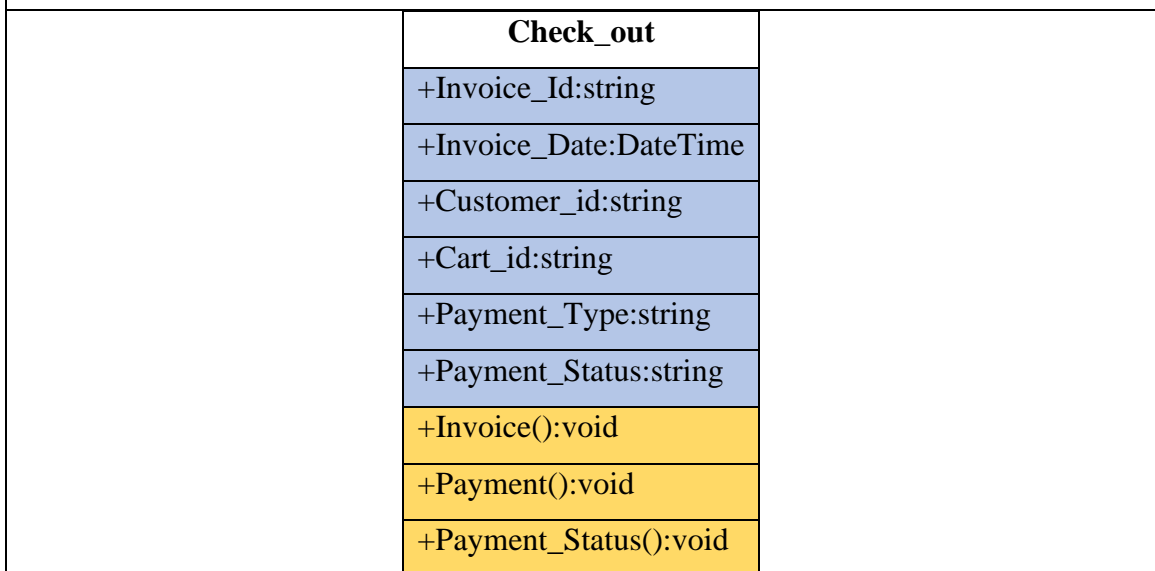 Check_out
+Invoice_Id:string
+Invoice_Date:DateTime
+Customer_id:string
+Cart_id:string
+Payment_Type:string
+Payment_Status:string
+Invoice():void
+Payment():void
+Payment_Status():void